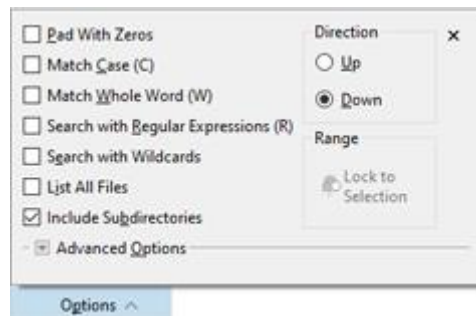 Pad With Zeros
Match Case (C)
Match Whole Word (W)
Search with Regular Expressions (R)
Search with Wildcards
List All Files
Include Subdirectories
Advanced Options
Direction
Up
Down
Range
Lock to
Selection
Options